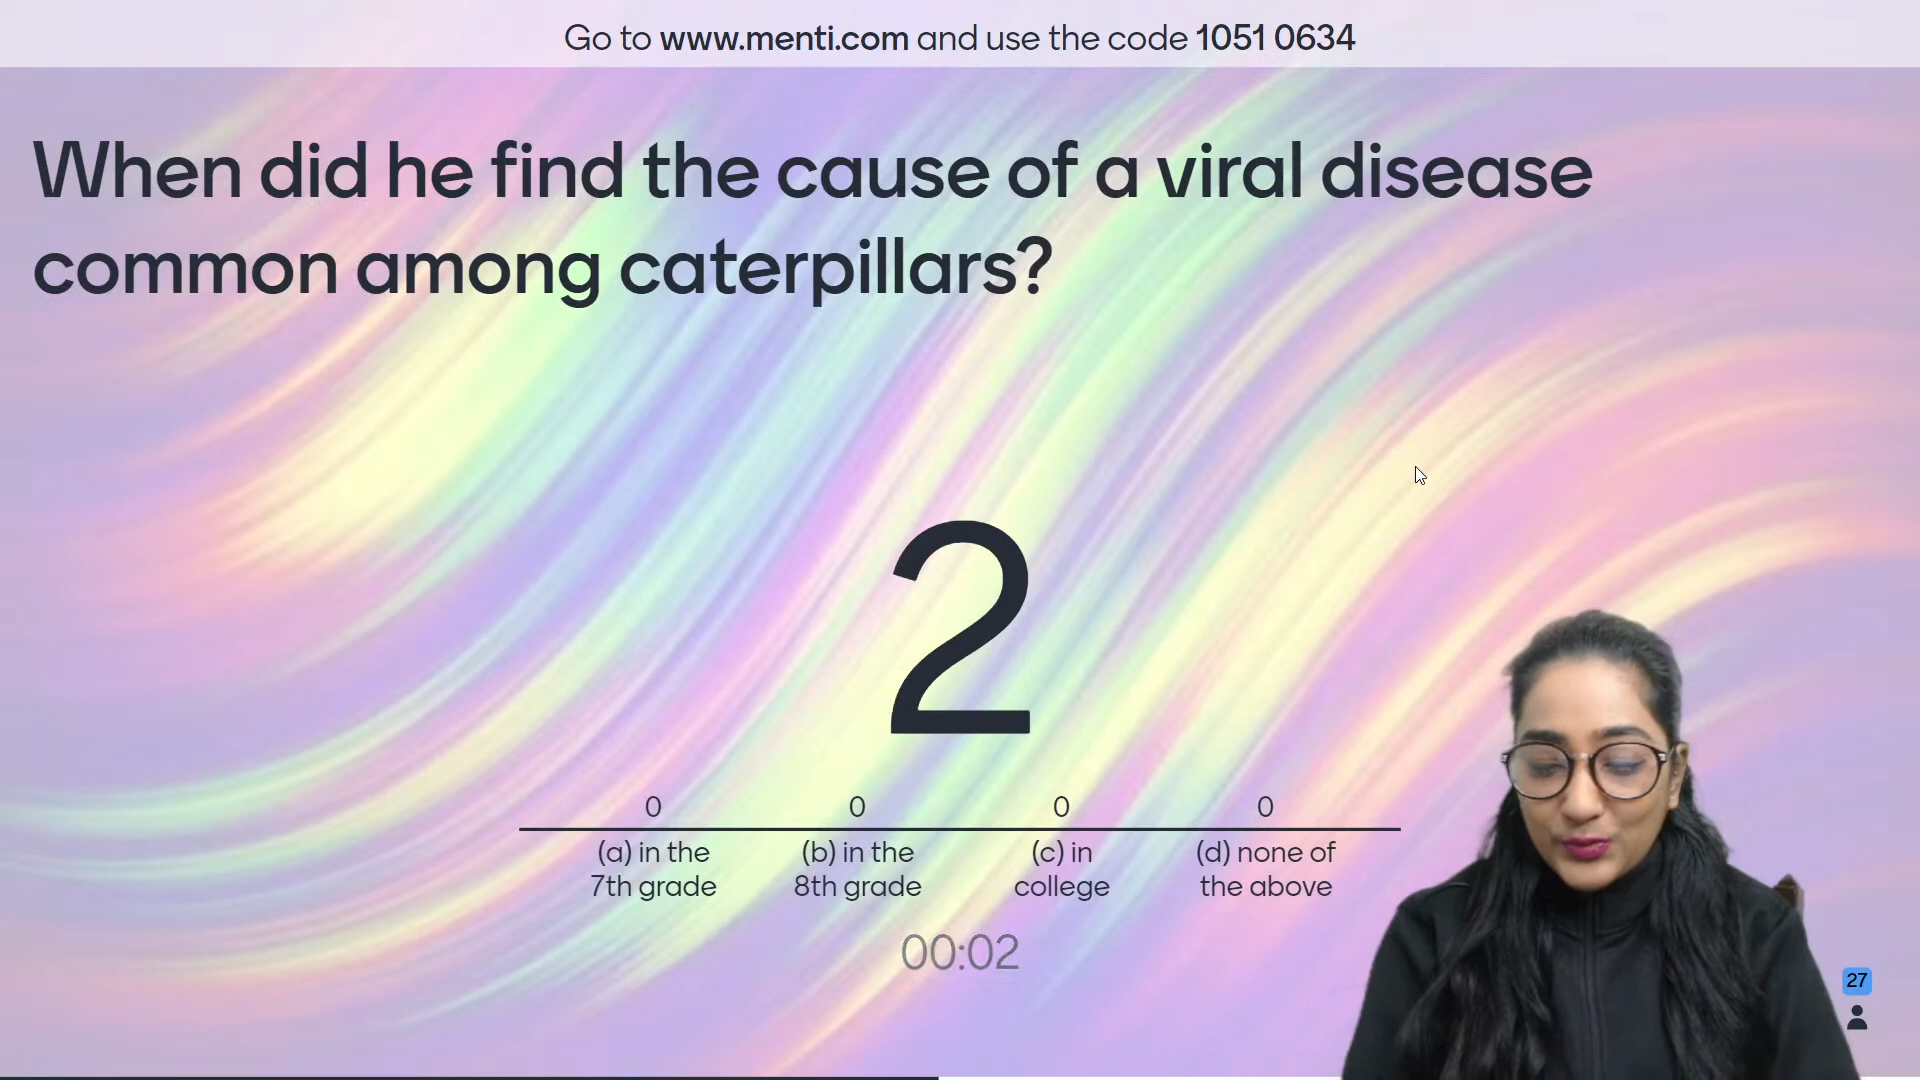 Go to www.menti.com and use the code 1051 0634
When did he find the cause of a viral disease
common among caterpillars?
2
0 0 0 0
(a) in the
7th grade
(b) in the
8th grade
(c) in
college
(d) none of
the above
00:02
27